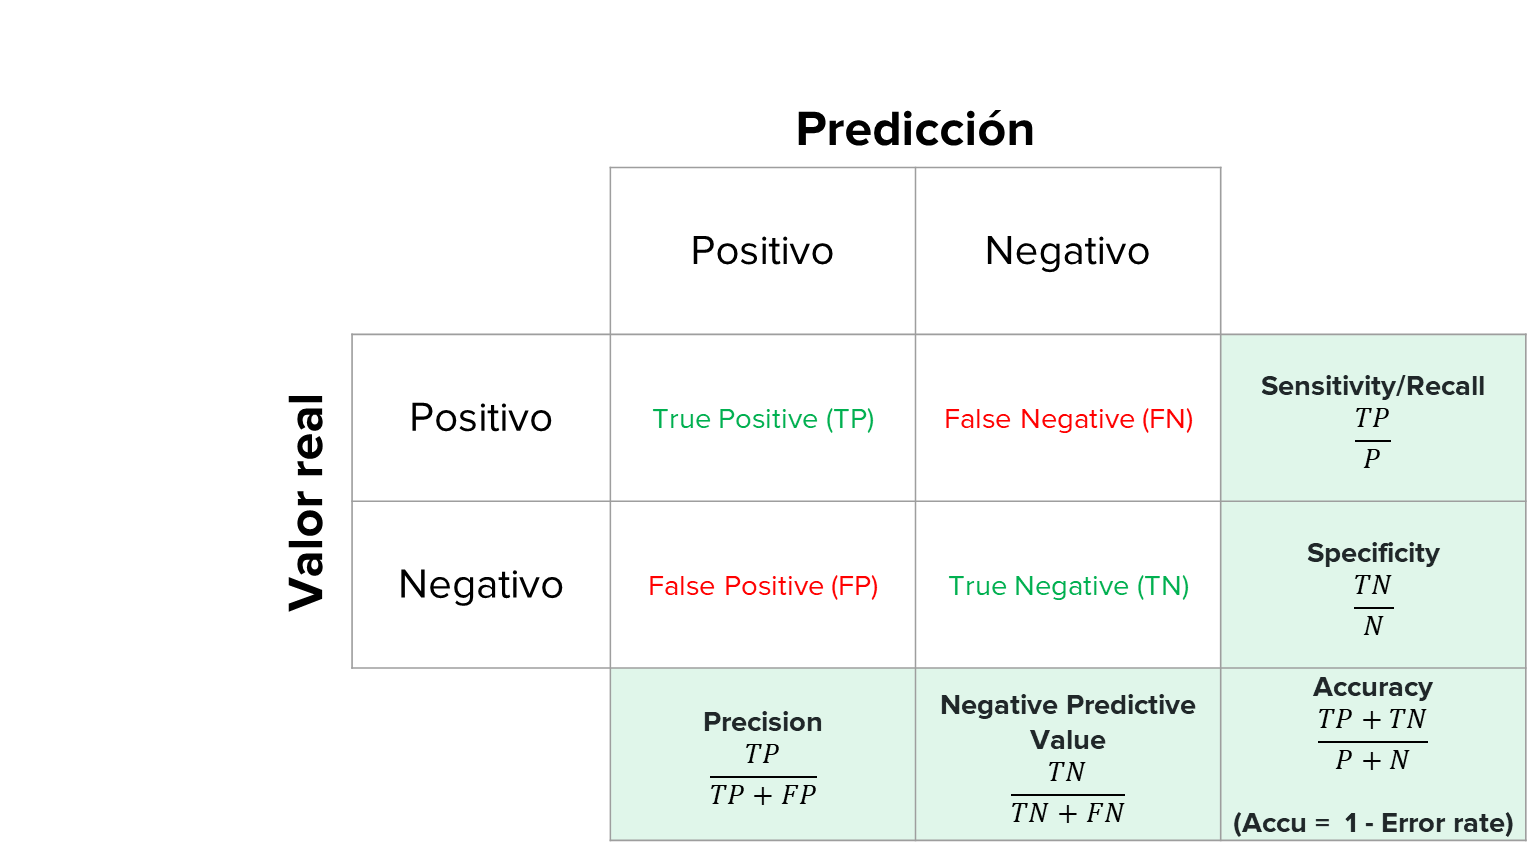 Predicción
Positivo
Negativo
Valor real
Positivo
True Positive (TP)
False Negative (FN)
Sensitivity/Recall
TP
P
Negativo
False Positive (FP)
True Negative (TN)
Specificity
TN
N
Precision
TP
TP + FP
Negative Predictive
Value
TN
TN + FN
Accuracy
TP + TN
P + N
(Accu = 1 - Error rate)